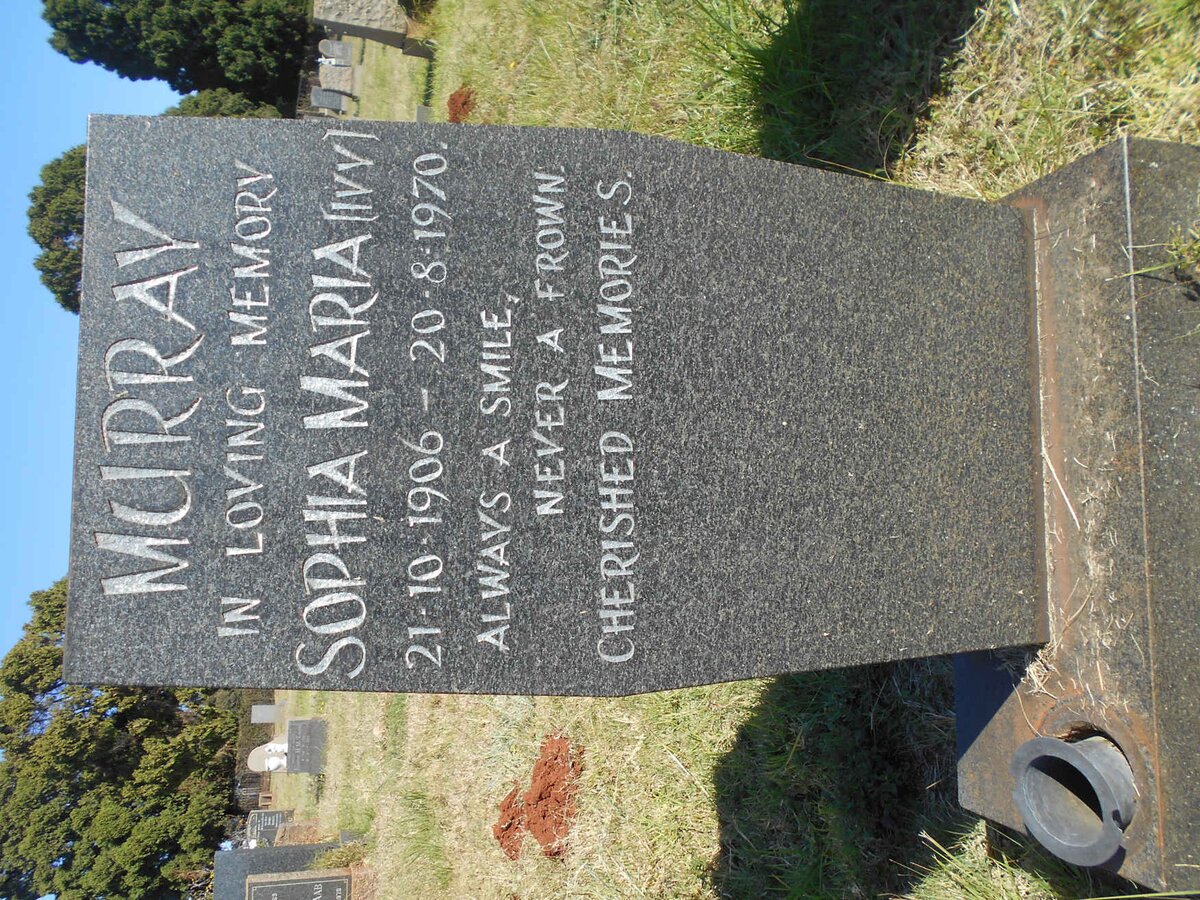 MURRAY
IN LOVING MEMORY
SOPHIA MARIA (IVY)
21-10-1906 – 20-8-1970.
ALWAYS A SMILE,
NEVER A FROWN.
CHERISHED MEMORIES.